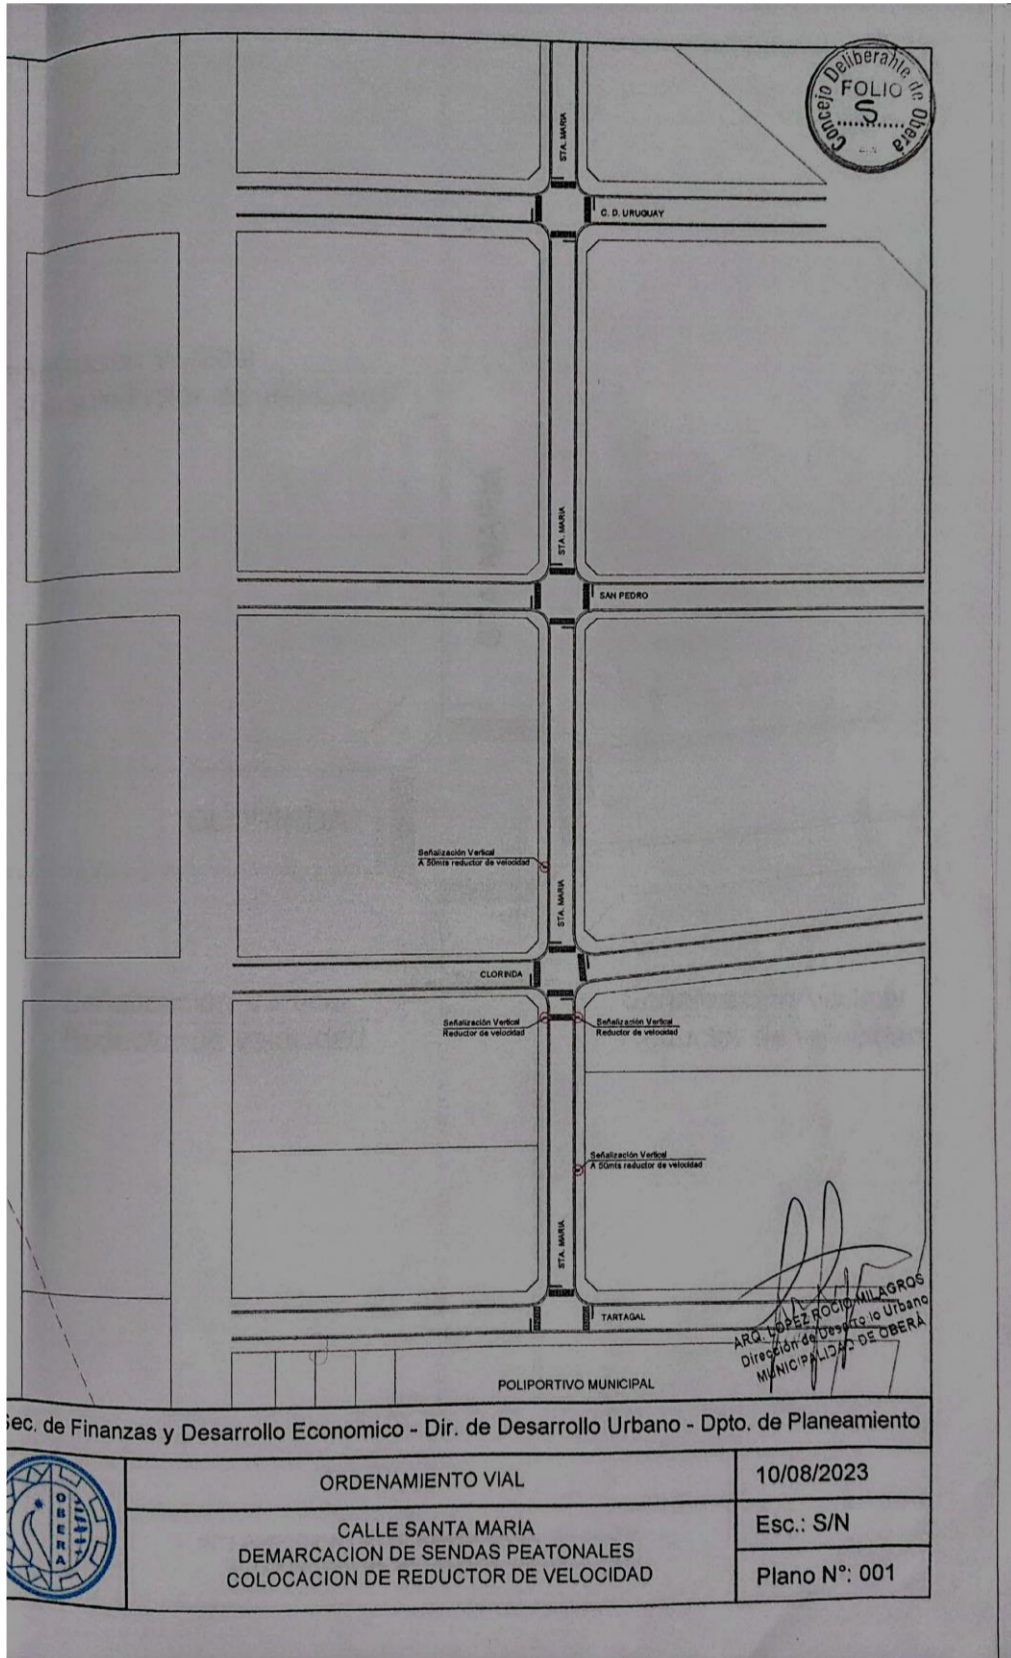 Concejo Deliberante de Oberá
FOLIO
5
STA. MARIA
C. D. URUGUAY
STA. MARIA
SAN PEDRO
Señalización Vertical
A 50mts reductor de velocidad
STA. MARIA
CLORINDA
Señalización Vertical
Reductor de velocidad
Señalización Vertical
Reductor de velocidad
Señalización Vertical
A 50mts reductor de velocidad
STA. MARIA
TARTAGAL
ARQ. LOPEZ ROCIO MILAGROS
Dirección de Desarrollo Urbano
MUNICIPALIDAD DE OBERÁ
POLIPORTIVO MUNICIPAL
Sec. de Finanzas y Desarrollo Economico - Dir. de Desarrollo Urbano - Dpto. de Planeamiento
OBERA
ORDENAMIENTO VIAL
10/08/2023
CALLE SANTA MARIA
DEMARCACION DE SENDAS PEATONALES
COLOCACION DE REDUCTOR DE VELOCIDAD
Esc.: S/N
Plano N°: 001